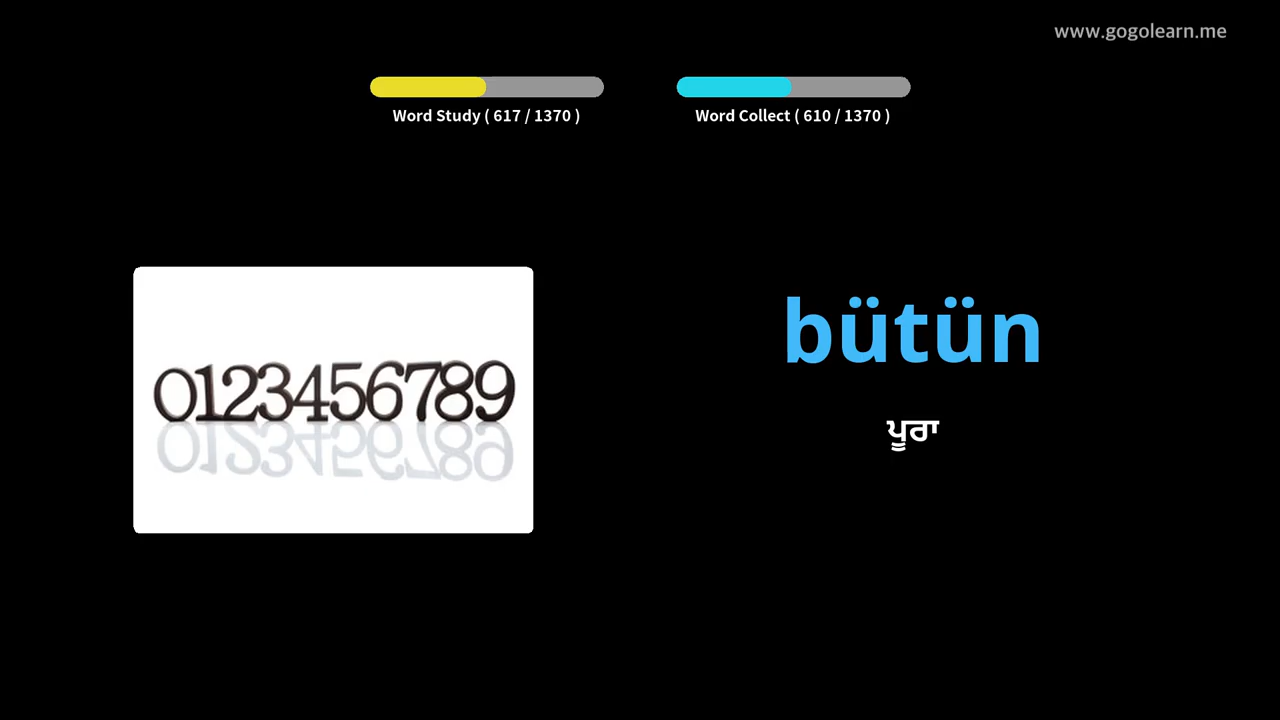 www.gogolearn.me
Word Study ( 617 / 1370 )
Word Collect ( 610 / 1370 )
0123456789
bütün
ਪੂਰਾ